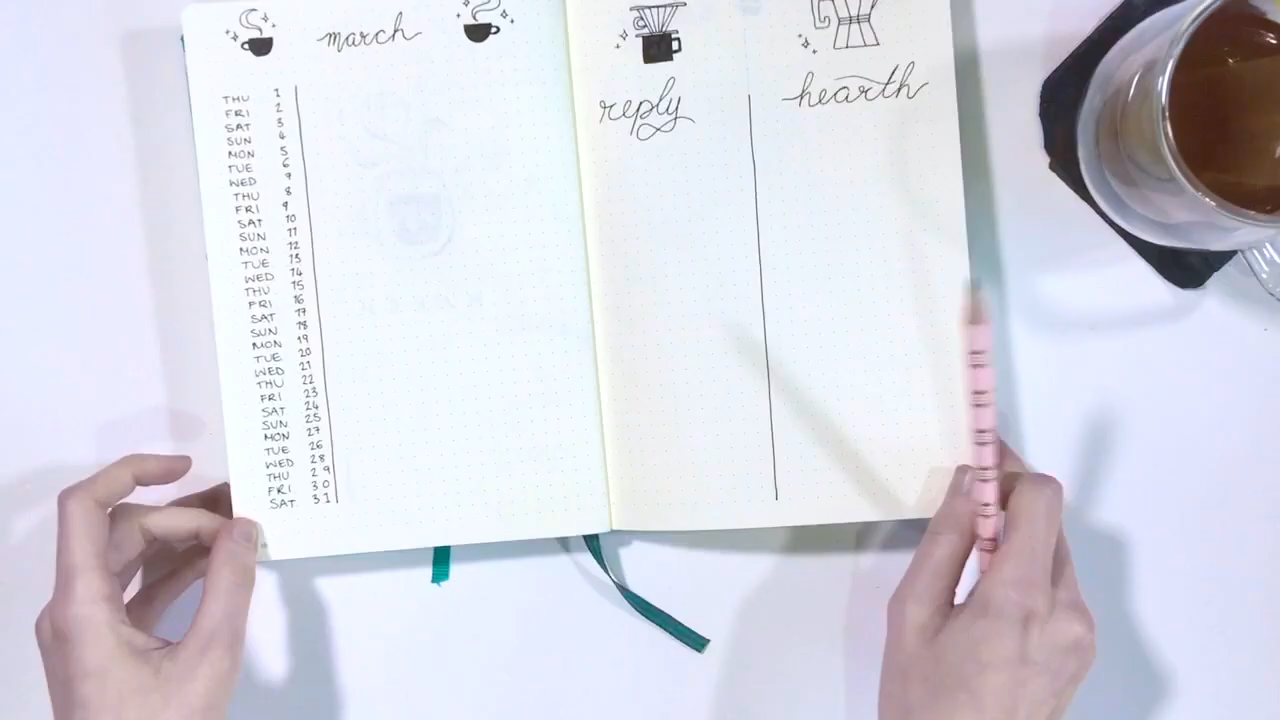 march
THU 1
FRI 2
SAT 3
SUN 4
MON 5
TUE 6
WED 7
THU 8
FRI 9
SAT 10
SUN 11
MON 12
TUE 13
WED 14
THU 15
FRI 16
SAT 17
SUN 18
MON 19
TUE 20
WED 21
THU 22
FRI 23
SAT 24
SUN 25
MON 27
TUE 26
WED 28
THU 29
FRI 30
SAT 31
reply
hearth